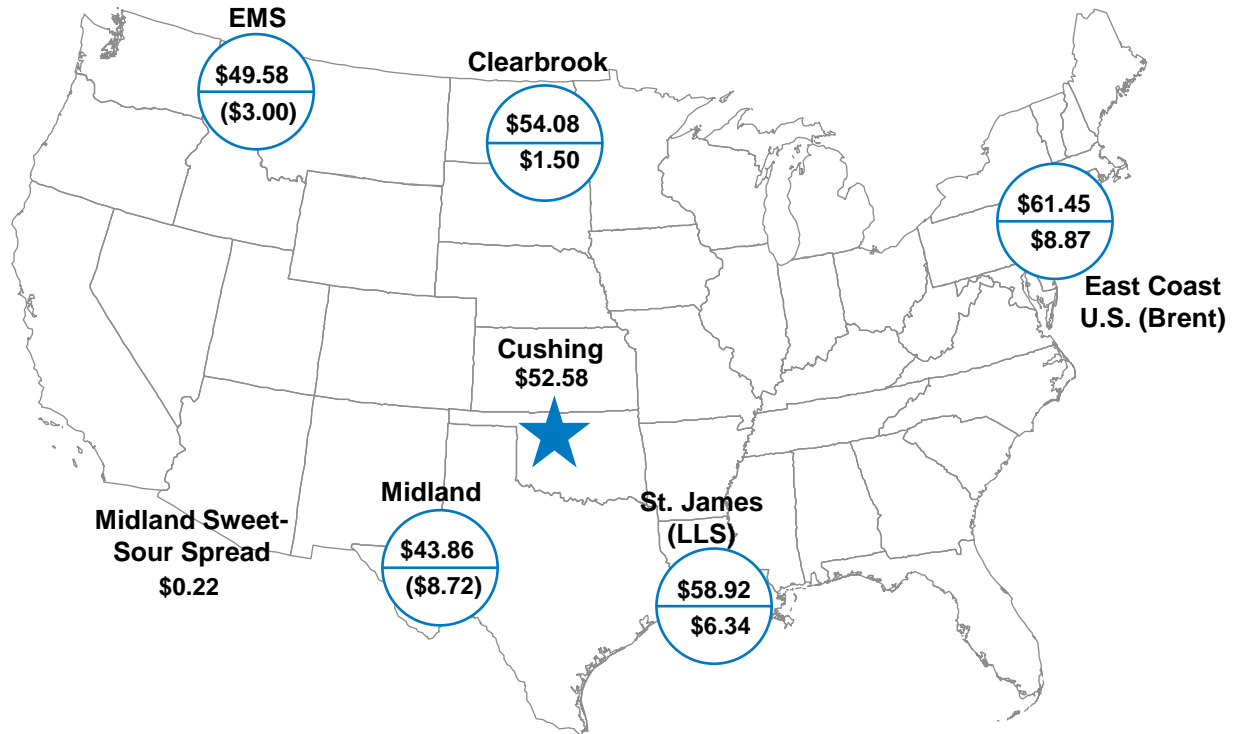 EMS
$49.58
($3.00)
Clearbrook
$54.08
$1.50
$61.45
$8.87
East Coast
U.S. (Brent)
Cushing
$52.58
Midland
$43.86
($8.72)
Midland Sweet-
Sour Spread
$0.22
St. James
(LLS)
$58.92
$6.34